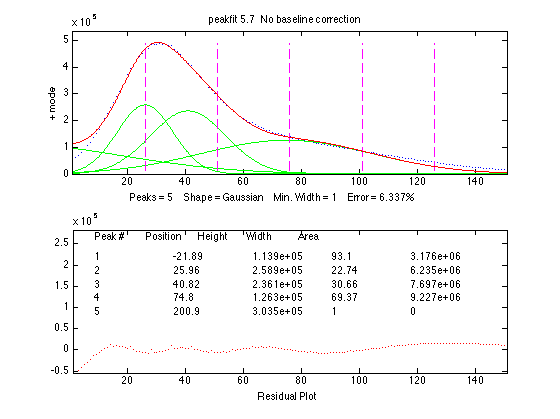 peakfit 5.7 No baseline correction
x 10^5
5
4
3
2
1
0
+ mode
20 40 60 80 100 120 140
Peaks = 5 Shape = Gaussian Min. Width = 1 Error = 6.337%
x 10^5
2.5
2
1.5
1
0.5
0
-0.5
Peak # Position Height Width Area
1 -21.89 1.139e+05 93.1 3.176e+06
2 25.96 2.589e+05 22.74 6.235e+06
3 40.82 2.361e+05 30.66 7.697e+06
4 74.8 1.263e+05 69.37 9.227e+06
5 200.9 3.035e+05 1 0
20 40 60 80 100 120 140
Residual Plot